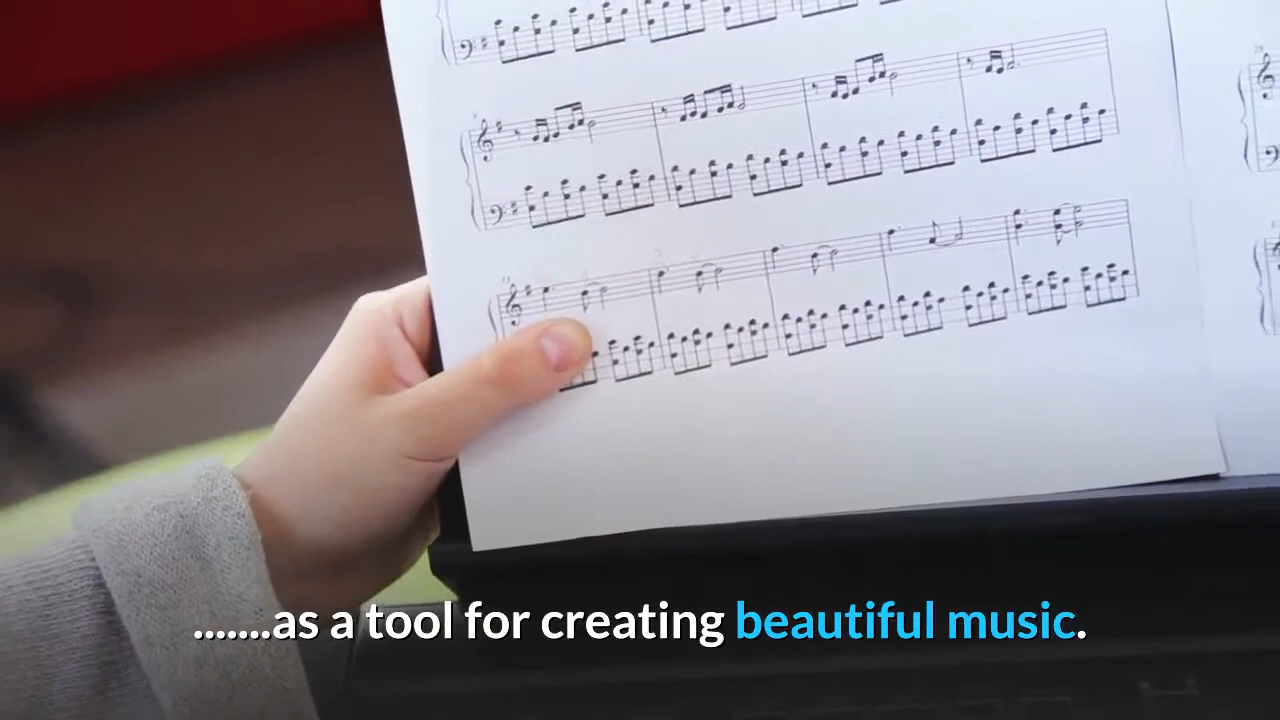 .......as a tool for creating beautiful music.